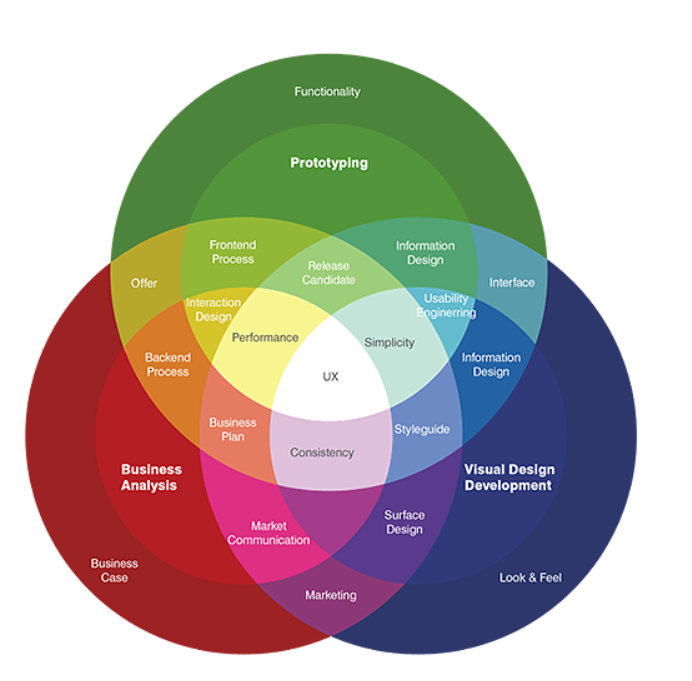 Functionality
Prototyping
Frontend
Process
Information
Design
Release
Candidate
Offer
Interface
Interaction
Design
Usability
Enginerring
Performance
Simplicity
Backend
Process
Information
Design
UX
Business
Plan
Styleguide
Consistency
Business
Analysis
Visual Design
Development
Market
Communication
Surface
Design
Business
Case
Look & Feel
Marketing